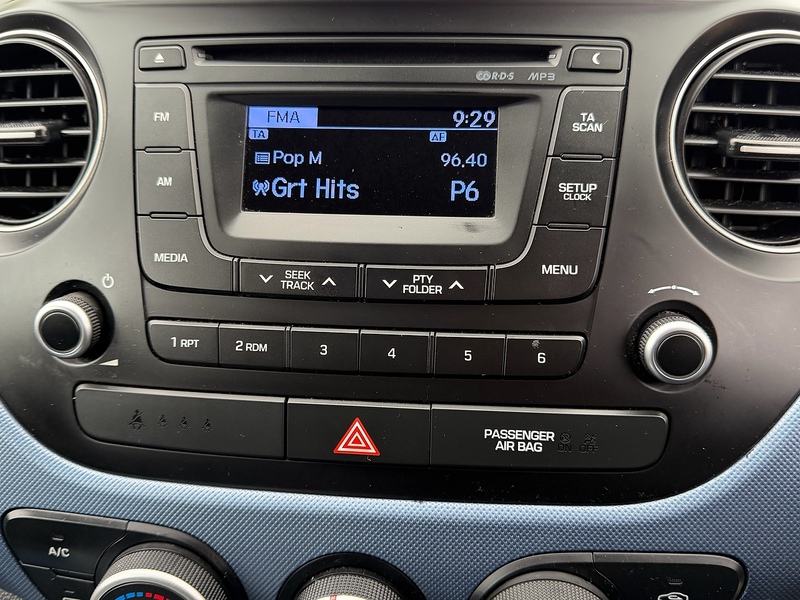 RDS MP3
FM
FMA 9:29
TA AF
Pop M 96.40
Grt Hits P6
TA
SCAN
AM
SETUP
CLOCK
MEDIA
SEEK
TRACK
PTY
FOLDER
MENU
1 RPT 2 RDM 3 4 5 6
PASSENGER
AIR BAG ON OFF
A/C